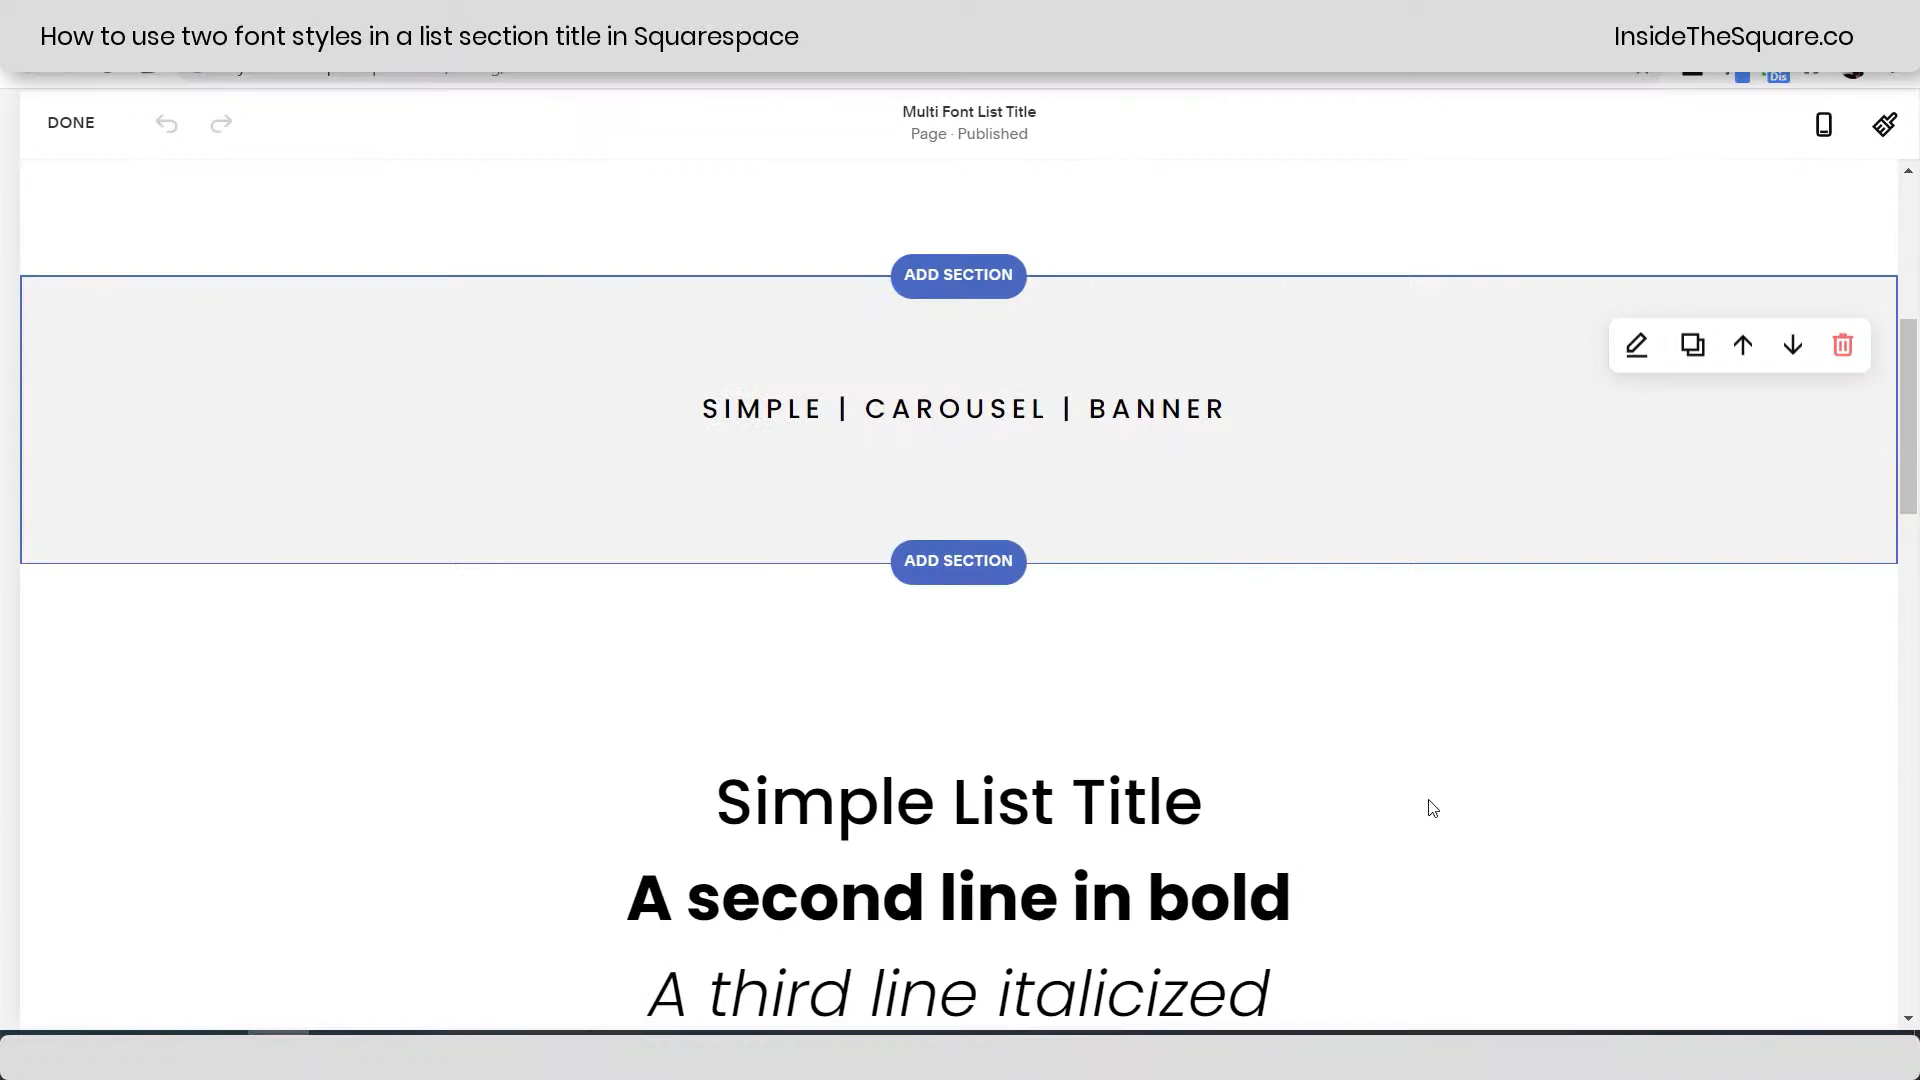 How to use two font styles in a list section title in Squarespace
InsideTheSquare.co
Dis
DONE
Multi Font List Title
Page · Published
ADD SECTION
SIMPLE | CAROUSEL | BANNER
ADD SECTION
Simple List Title
A second line in bold
A third line italicized